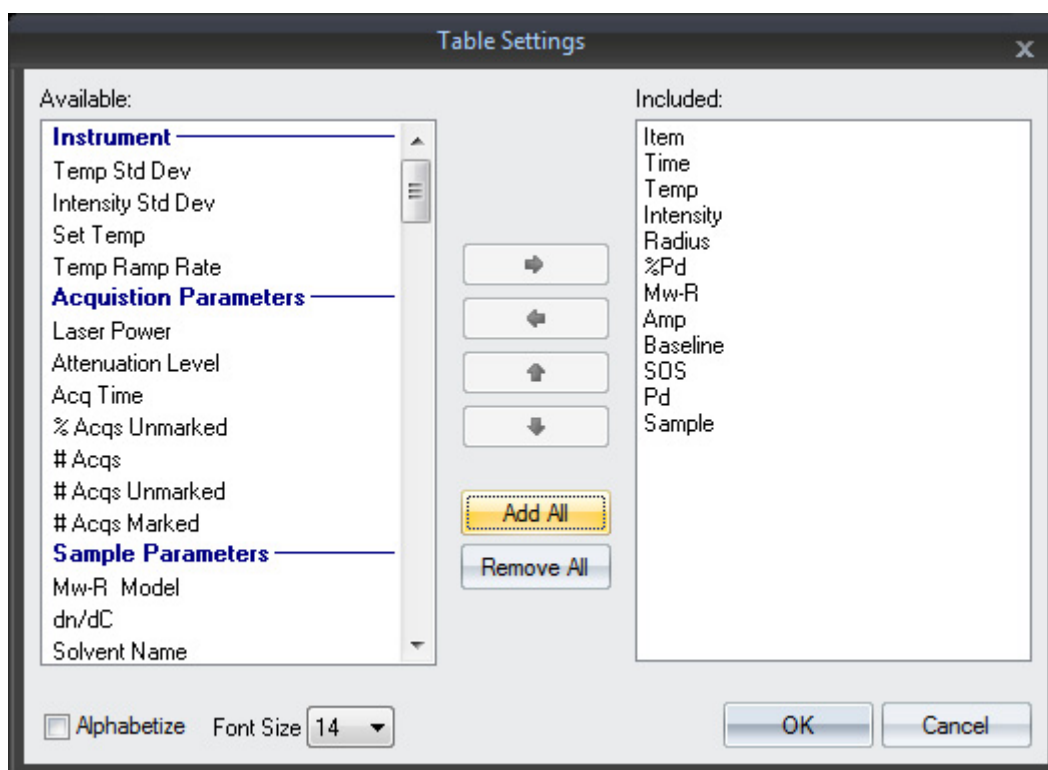 Table Settings
x
Available:
Instrument
Temp Std Dev
Intensity Std Dev
Set Temp
Temp Ramp Rate
Acquistion Parameters
Laser Power
Attenuation Level
Acq Time
% Acqs Unmarked
# Acqs
# Acqs Unmarked
# Acqs Marked
Sample Parameters
Mw-R Model
dn/dC
Solvent Name
Add All
Remove All
Included:
Item
Time
Temp
Intensity
Radius
%Pd
Mw-R
Amp
Baseline
SOS
Pd
Sample
Alphabetize Font Size 14
OK Cancel